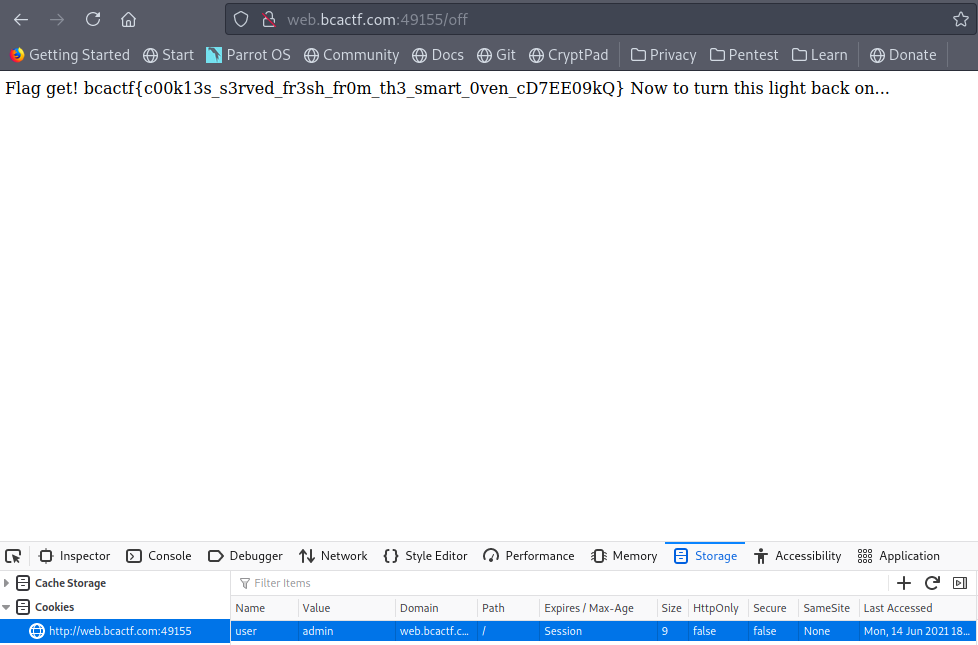 web.bcactf.com:49155/off
Getting Started Start Parrot OS Community Docs Git CryptPad Privacy Pentest Learn Donate
Flag get! bcactf{c00k13s_s3rved_fr3sh_fr0m_th3_smart_0ven_cD7EE09kQ} Now to turn this light back on...
Inspector Console Debugger Network Style Editor Performance Memory Storage Accessibility Application
Cache Storage Filter Items
Cookies Name Value Domain Path Expires / Max-Age Size HttpOnly Secure SameSite Last Accessed
http://web.bcactf.com:49155 user admin web.bcactf.c... / Session 9 false false None Mon, 14 Jun 2021 18...